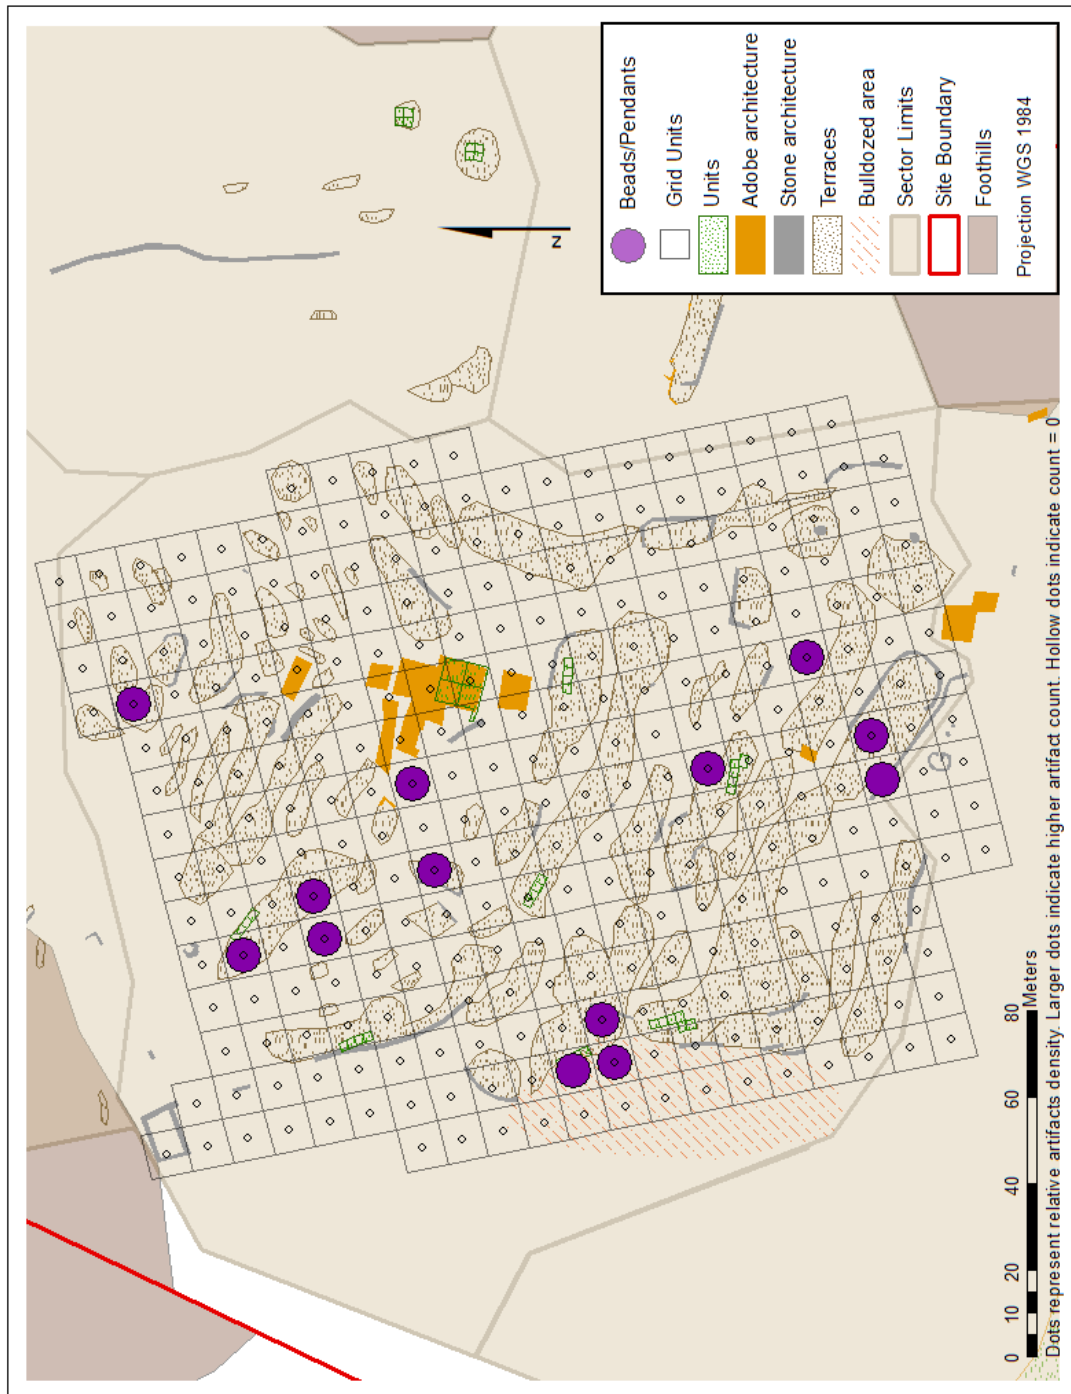 Beads/Pendants
Grid Units
Units
Adobe architecture
Stone architecture
Terraces
Bulldozed area
Sector Limits
Site Boundary
Foothills
Projection WGS 1984
N
0 10 20 40 60 80
Meters
Dots represent relative artifacts density. Larger dots indicate higher artifact count. Hollow dots indicate count = 0